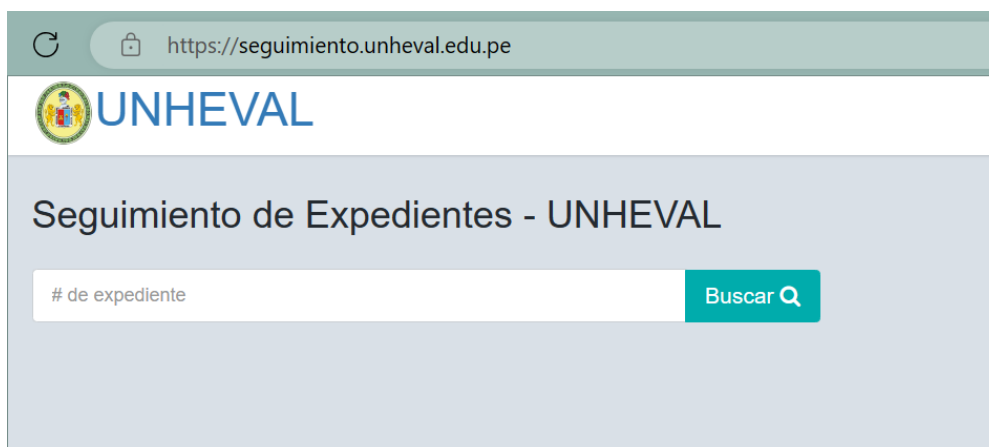 https://seguimiento.unheval.edu.pe
UNHEVAL
Seguimiento de Expedientes - UNHEVAL
# de expediente
Buscar